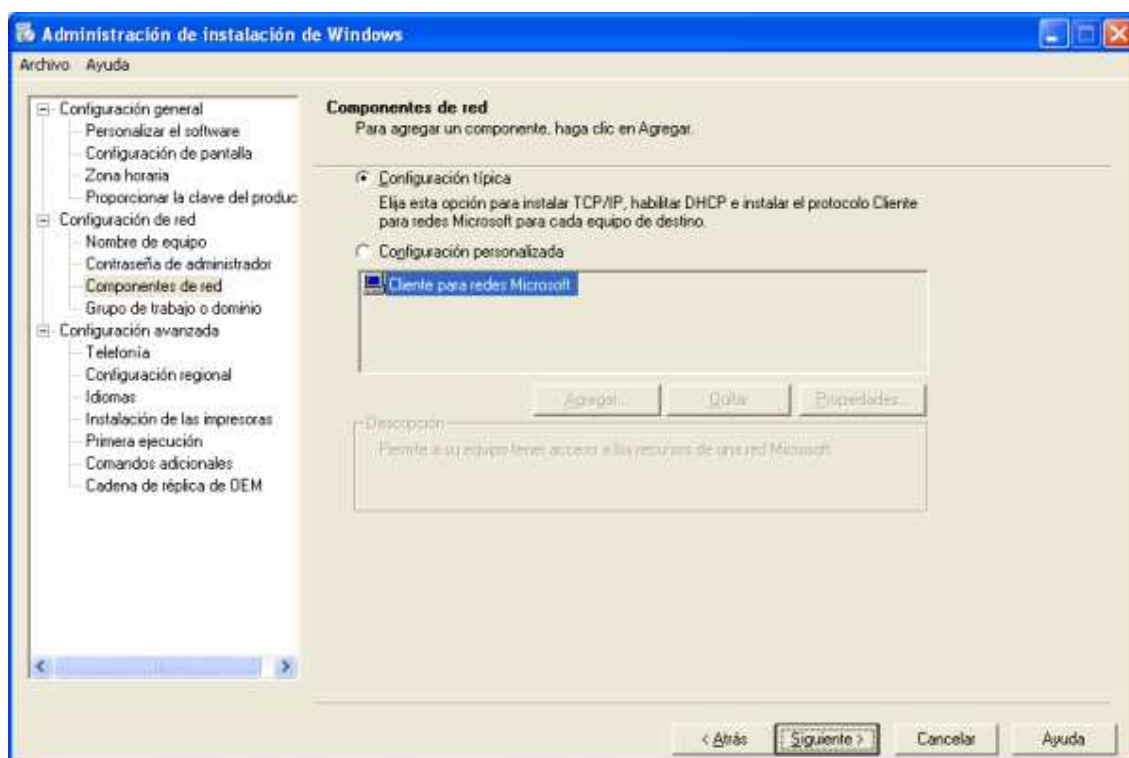 Administración de instalación de Windows
Archivo Ayuda
Configuración general
Personalizar el software
Configuración de pantalla
Zona horaria
Proporcionar la clave del produc
Configuración de red
Nombre de equipo
Contraseña de administrador
Componentes de red
Grupo de trabajo o dominio
Configuración avanzada
Telefonía
Configuración regional
Idiomas
Instalación de las impresoras
Primera ejecución
Comandos adicionales
Cadena de réplica de OEM
Componentes de red
Para agregar un componente, haga clic en Agregar.
Configuración típica
Elija esta opción para instalar TCP/IP, habilitar DHCP e instalar el protocolo Cliente
para redes Microsoft para cada equipo de destino.
Configuración personalizada
Cliente para redes Microsoft
Agregar... Quitar Propiedades...
Descripción
Permite a su equipo tener acceso a los recursos de una red Microsoft
< Atrás Siguiente > Cancelar Ayuda